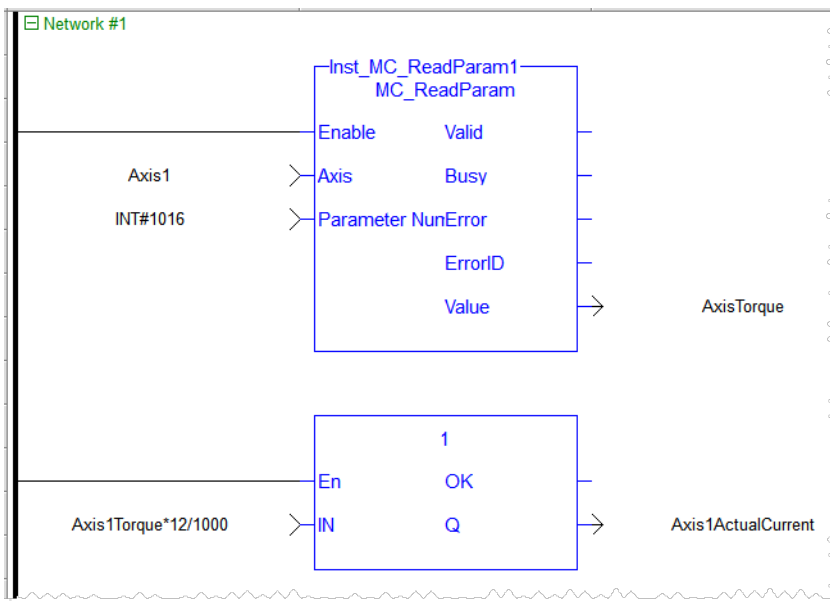 Network #1
Inst_MC_ReadParam1
MC_ReadParam
Enable Valid
Axis1 Axis Busy
INT#1016 Parameter NunError
ErrorID
Value AxisTorque
1
En OK
Axis1Torque*12/1000 IN Q Axis1ActualCurrent